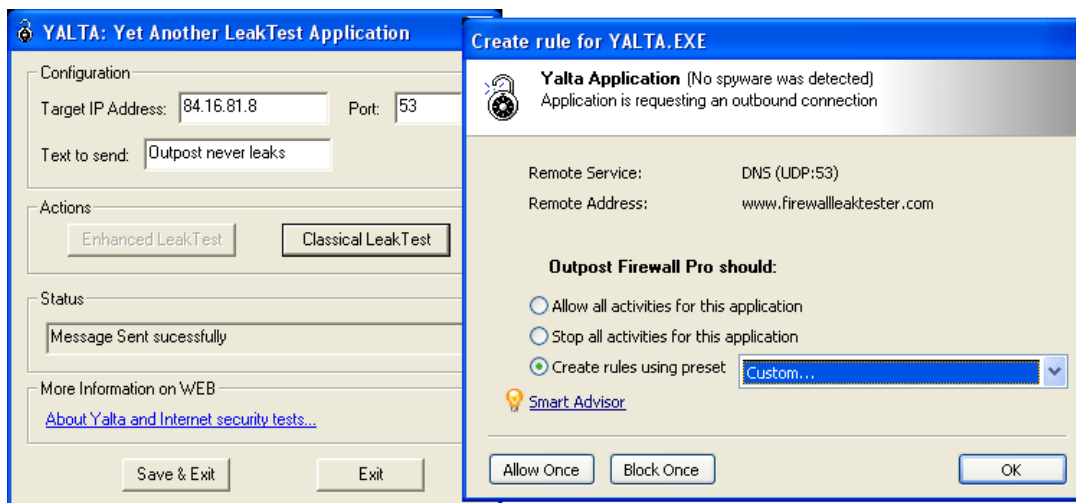 YALTA: Yet Another LeakTest Application
Configuration
Target IP Address: 84.16.81.8 Port: 53
Text to send: Outpost never leaks
Actions
Enhanced LeakTest Classical LeakTest
Status
Message Sent sucessfully
More Information on WEB
About Yalta and Internet security tests...
Save & Exit Exit
Create rule for YALTA.EXE
Yalta Application (No spyware was detected)
Application is requesting an outbound connection
Remote Service: DNS (UDP:53)
Remote Address: www.firewallleaktester.com
Outpost Firewall Pro should:
Allow all activities for this application
Stop all activities for this application
Create rules using preset Custom...
Smart Advisor
Allow Once Block Once OK